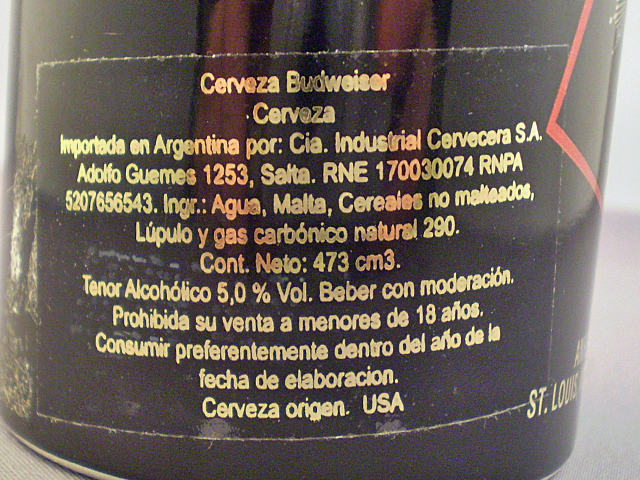 Cerveza Budweiser
Cerveza
Importada en Argentina por: Cia. Industrial Cervecera S.A.
Adolfo Guemes 1253, Salta. RNE 170030074 RNPA
5207656543. Ingr.: Agua, Malta, Cereales no malteados,
Lúpulo y gas carbónico natural 290.
Cont. Neto: 473 cm3.
Tenor Alcohólico 5,0 % Vol. Beber con moderación.
Prohibida su venta a menores de 18 años.
Consumir preferentemente dentro del año de la
fecha de elaboracion.
Cerveza origen. USA
ST. LOUIS